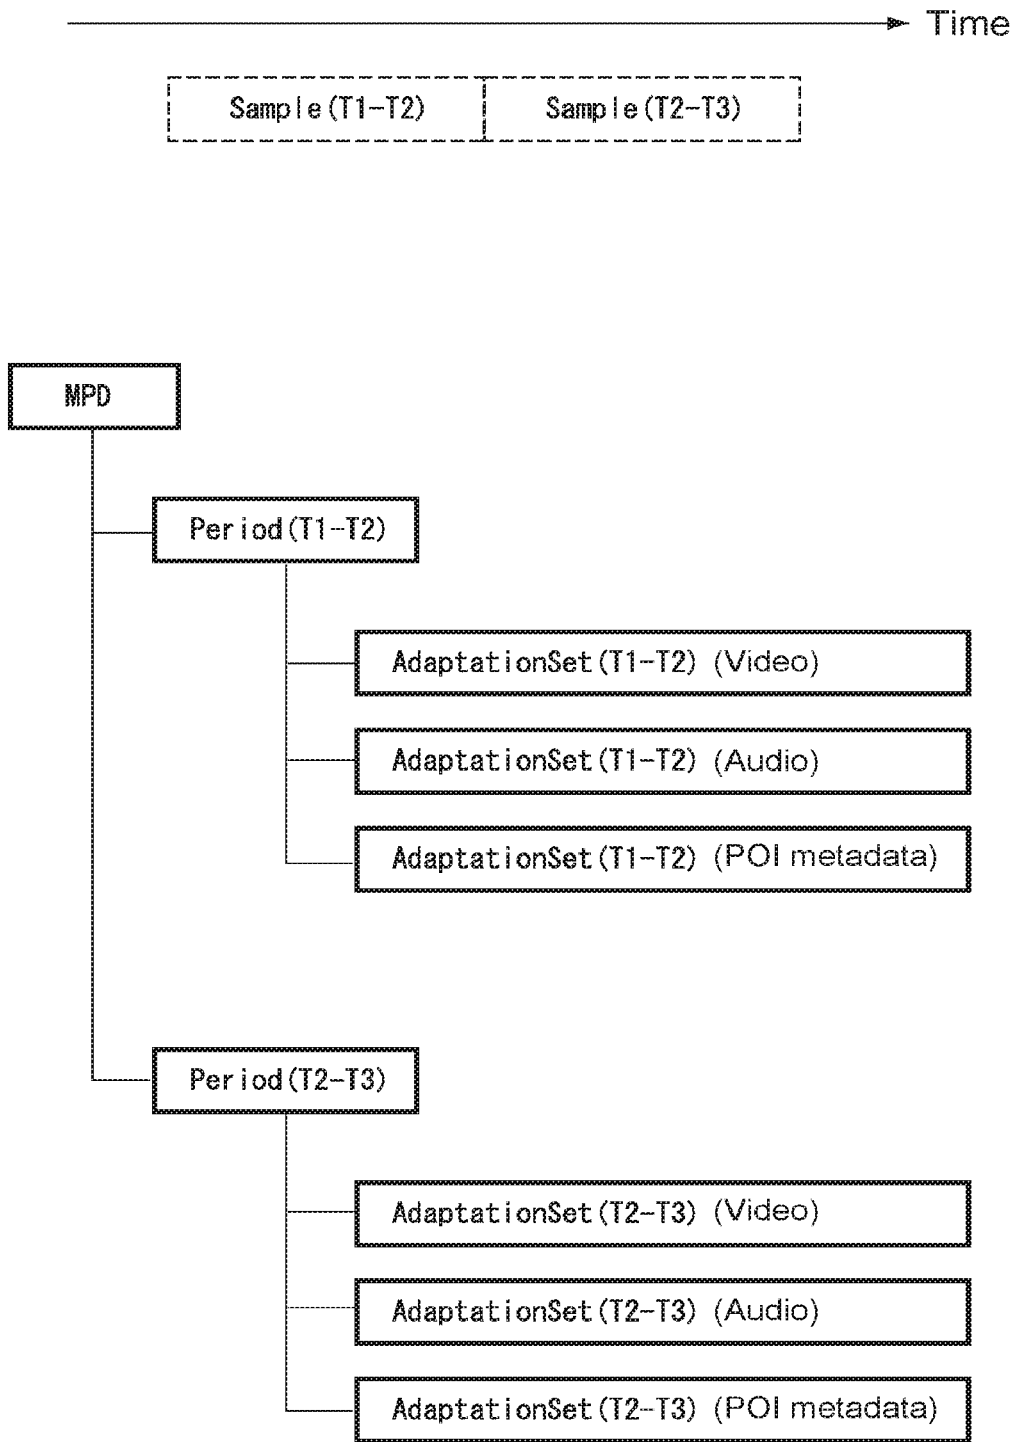 Time
Sample(T1-T2) Sample(T2-T3)
MPD
Period(T1-T2)
AdaptationSet(T1-T2) (Video)
AdaptationSet(T1-T2) (Audio)
AdaptationSet(T1-T2) (POI metadata)
Period(T2-T3)
AdaptationSet(T2-T3) (Video)
AdaptationSet(T2-T3) (Audio)
AdaptationSet(T2-T3) (POI metadata)